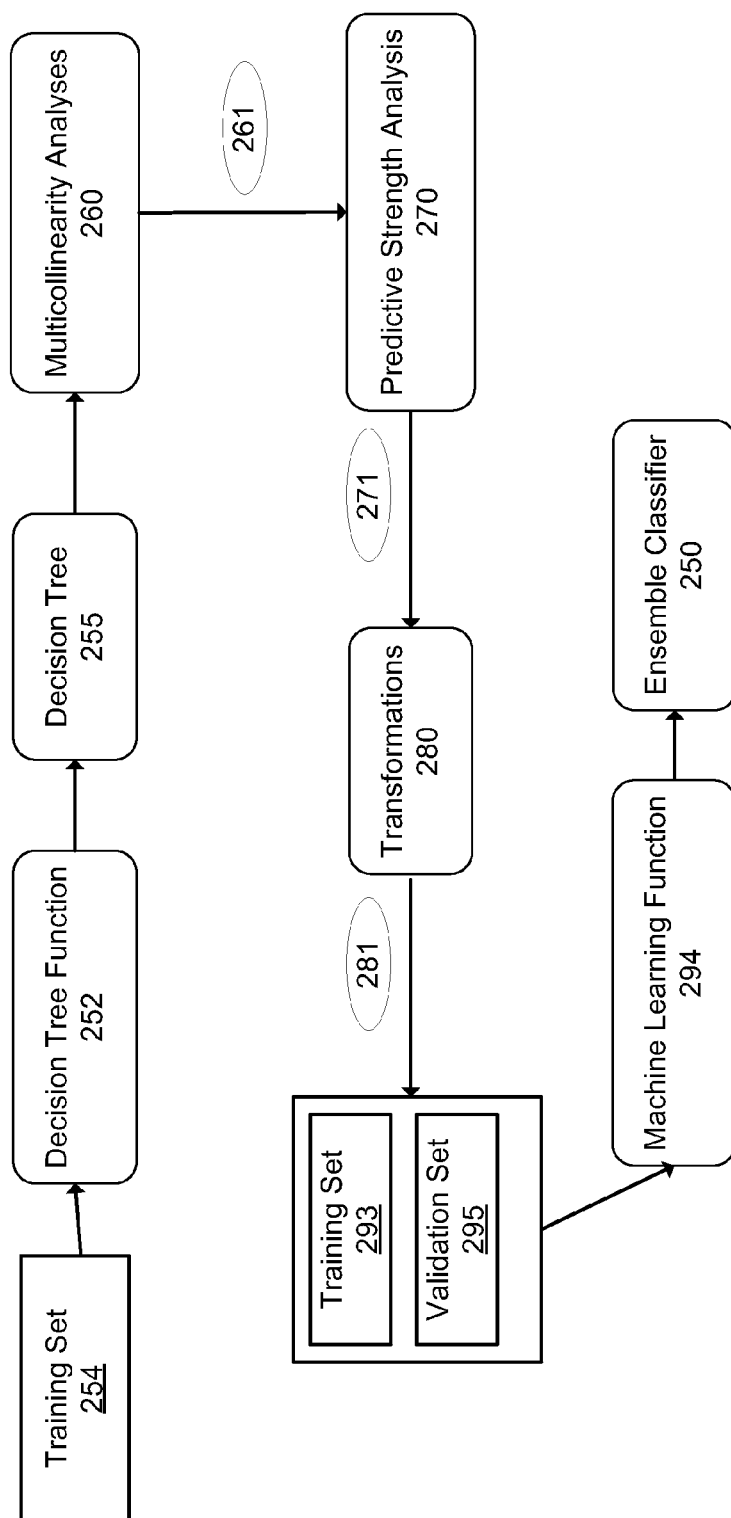 Training Set
254
Decision Tree Function
252
Decision Tree
255
Multicollinearity Analyses
260
261
Predictive Strength Analysis
270
271
Transformations
280
281
Training Set
293
Validation Set
295
Machine Learning Function
294
Ensemble Classifier
250